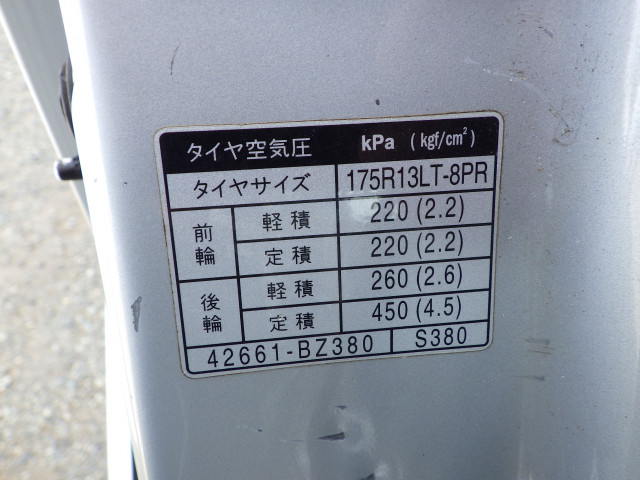 タイヤ空気圧 kPa (kgf/cm²)
タイヤサイズ 175R13LT-8PR
前輪 軽積 220 (2.2)
定積 220 (2.2)
後輪 軽積 260 (2.6)
定積 450 (4.5)
42661-BZ380 S380